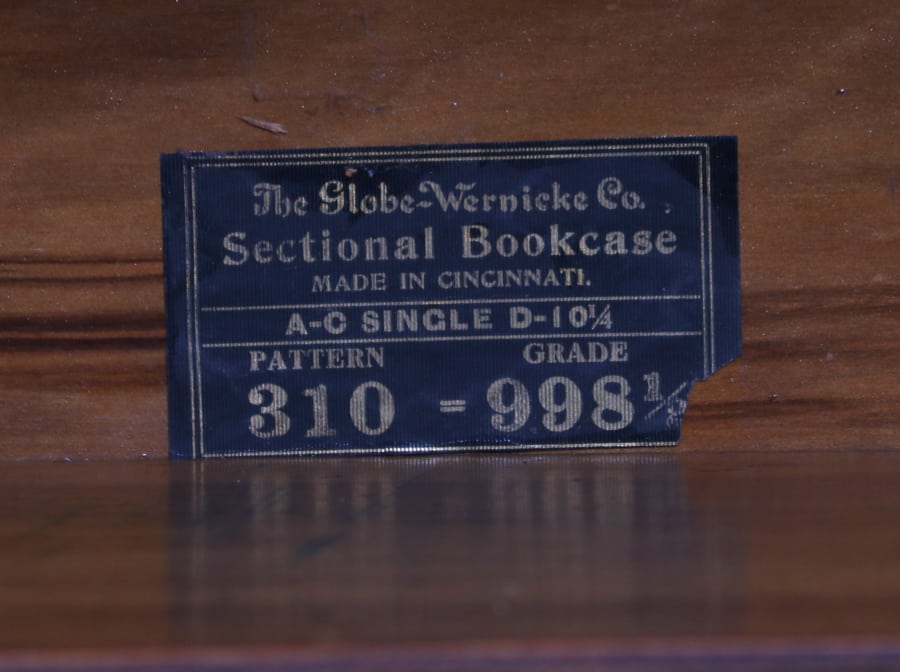 The Globe-Wernicke Co.
Sectional Bookcase
MADE IN CINCINNATI.
A-C SINGLE D-10¼
PATTERN GRADE
310 = 998½